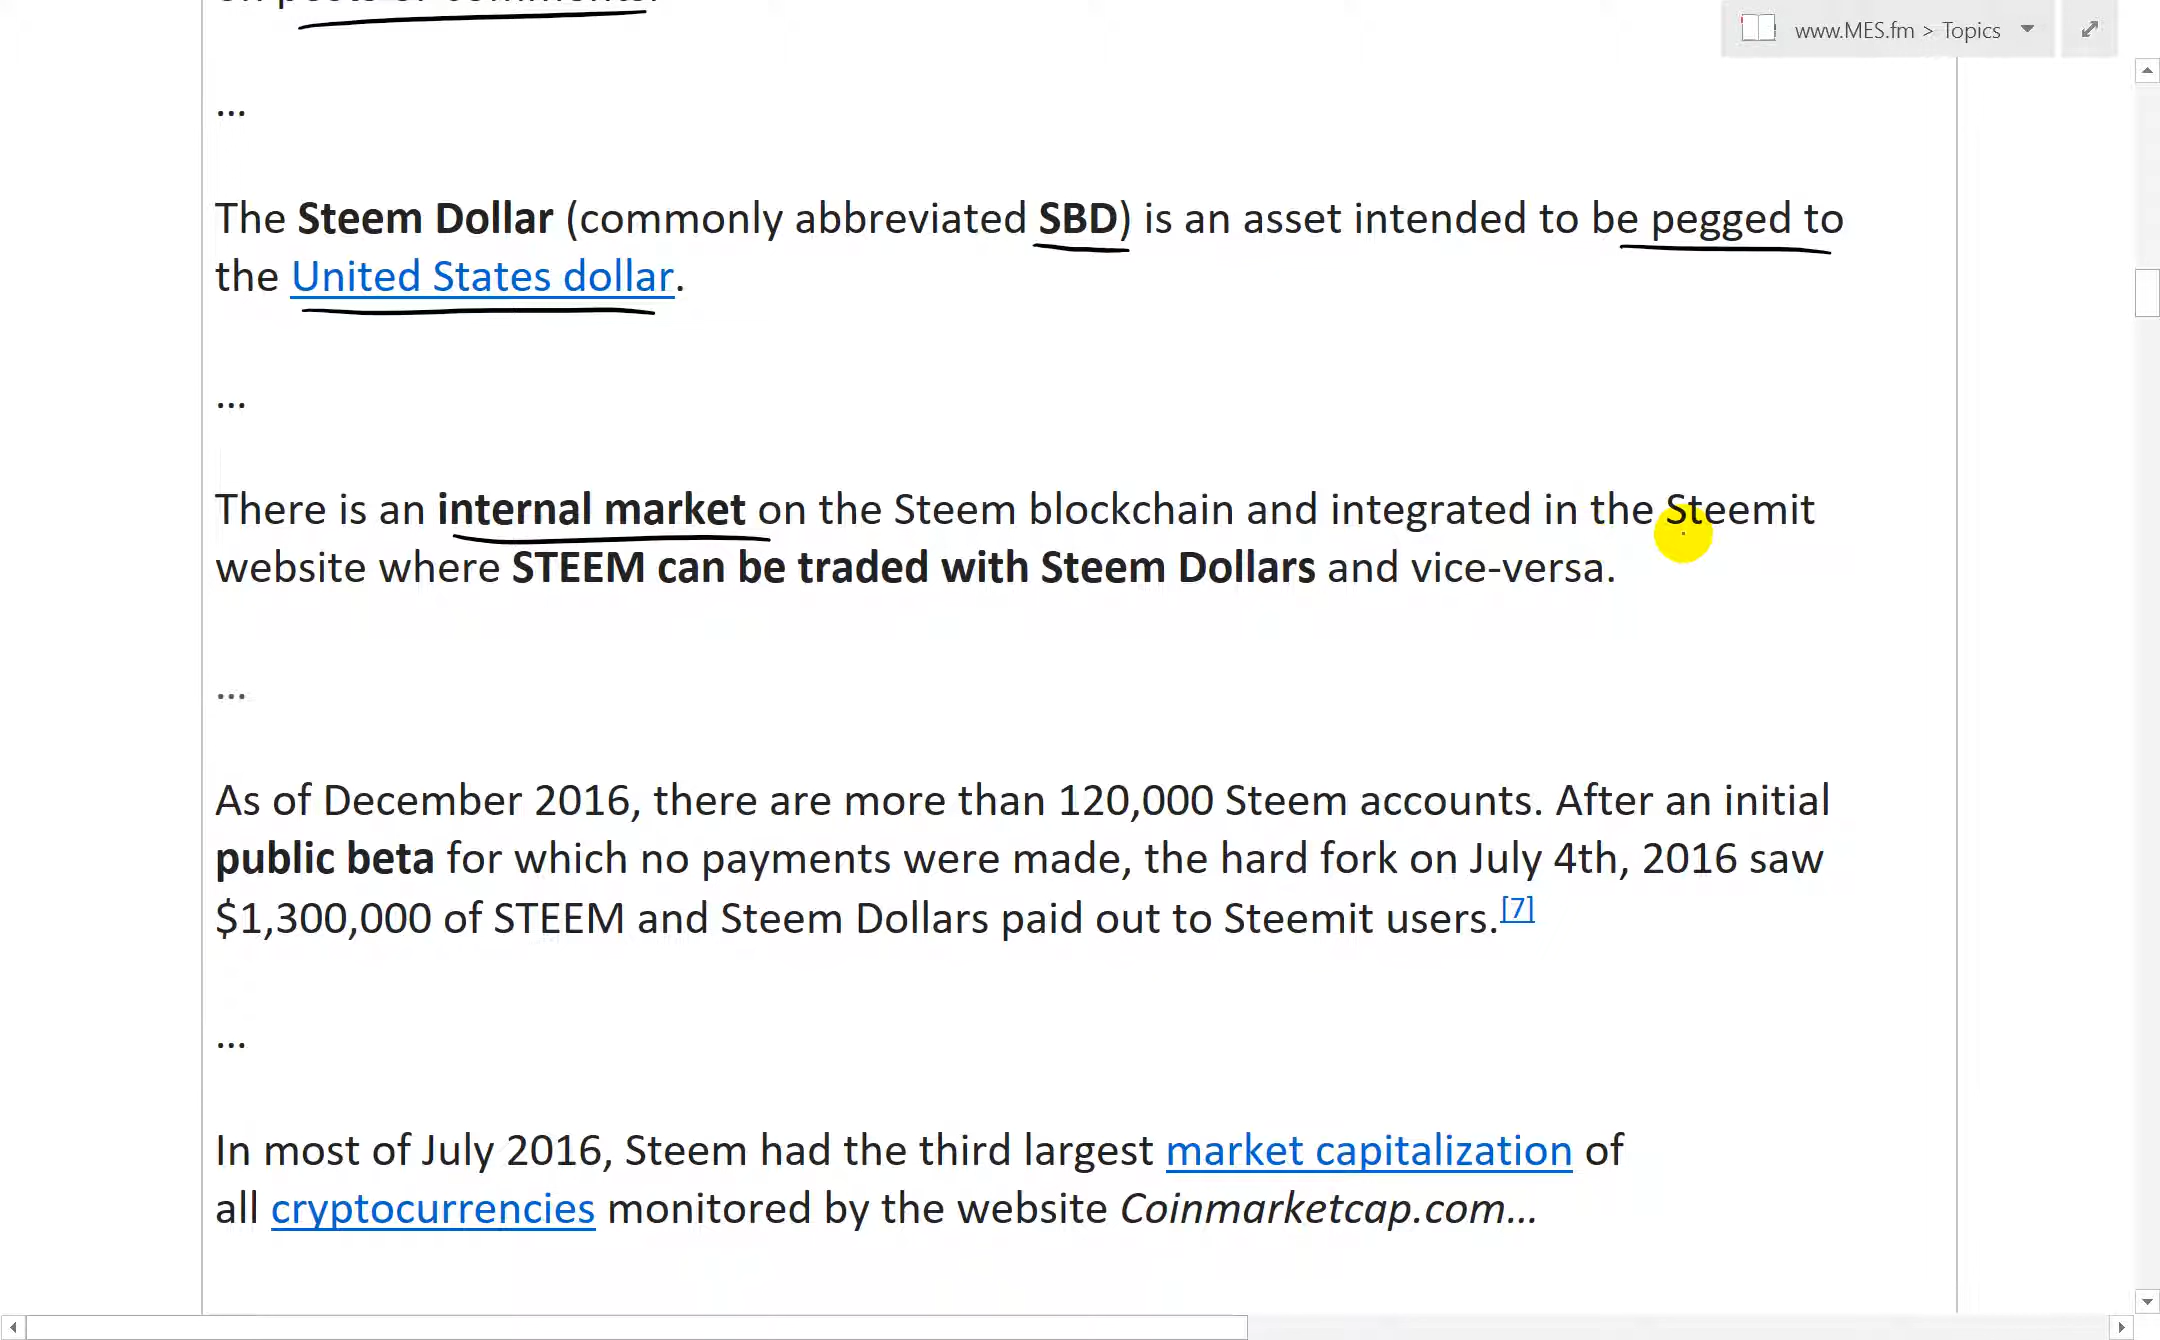 on posts or comments.
www.MES.fm > Topics
...
The Steem Dollar (commonly abbreviated SBD) is an asset intended to be pegged to
the United States dollar.
...
There is an internal market on the Steem blockchain and integrated in the Steemit
website where STEEM can be traded with Steem Dollars and vice-versa.
...
As of December 2016, there are more than 120,000 Steem accounts. After an initial
public beta for which no payments were made, the hard fork on July 4th, 2016 saw
$1,300,000 of STEEM and Steem Dollars paid out to Steemit users.[7]
...
In most of July 2016, Steem had the third largest market capitalization of
all cryptocurrencies monitored by the website Coinmarketcap.com...